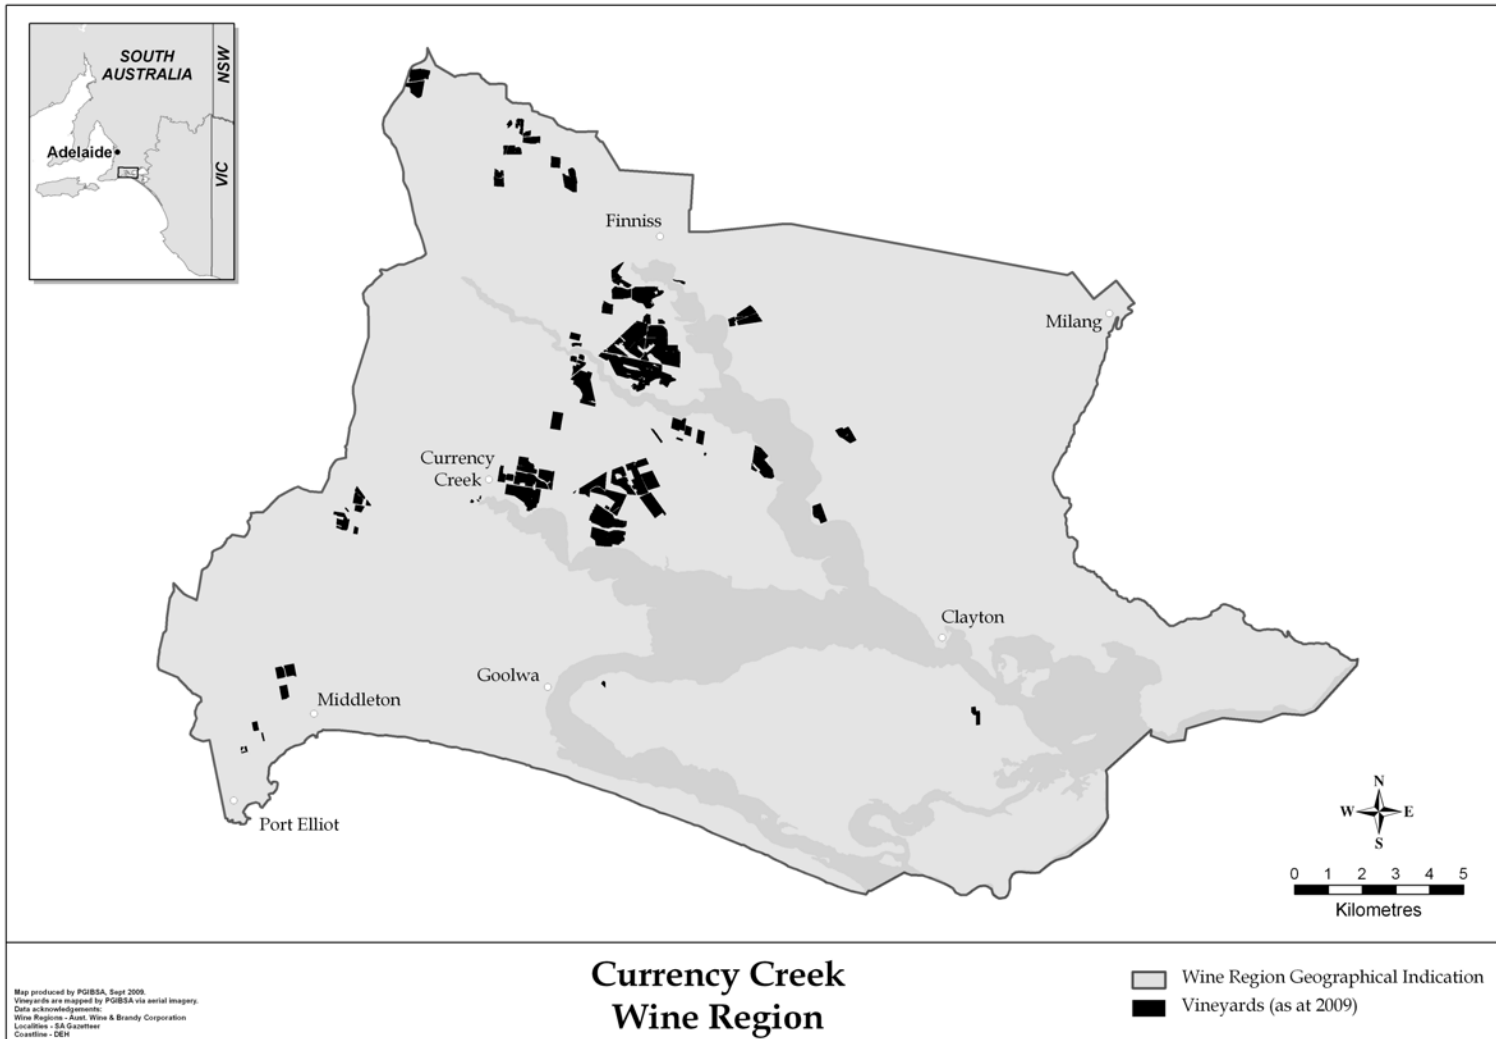 SOUTH
AUSTRALIA
NSW
Adelaide
VIC
Finniss
Milang
Currency
Creek
Clayton
Goolwa
Middleton
Port Elliot
N
W E
S
0 1 2 3 4 5
Kilometres
Currency Creek
Wine Region
Wine Region Geographical Indication
Vineyards (as at 2009)
Map produced by PGIBSA, Sept 2009.
Vineyards are mapped by PGIBSA via aerial imagery.
Data acknowledgements:
Wine Regions - Aust. Wine & Brandy Corporation
Localities - SA Gazetteer
Coastline - DEH